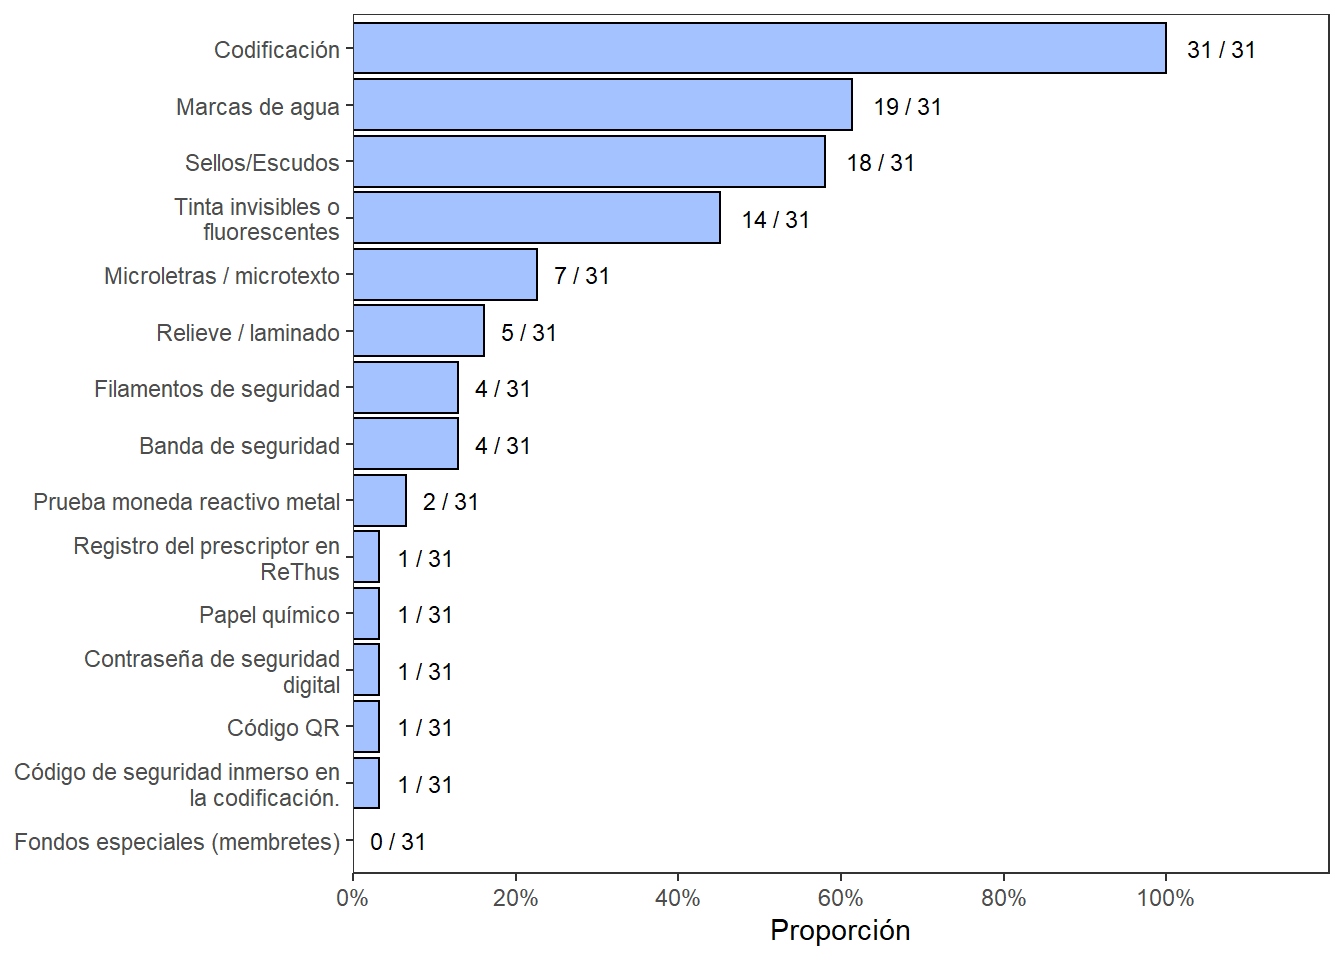 Codificación
31 / 31
Marcas de agua
19 / 31
Sellos/Escudos
18 / 31
Tinta invisibles o
fluorescentes
14 / 31
Microletras / microtexto
7 / 31
Relieve / laminado
5 / 31
Filamentos de seguridad
4 / 31
Banda de seguridad
4 / 31
Prueba moneda reactivo metal
2 / 31
Registro del prescriptor en
ReThus
1 / 31
Papel químico
1 / 31
Contraseña de seguridad
digital
1 / 31
Código QR
1 / 31
Código de seguridad inmerso en
la codificación.
1 / 31
Fondos especiales (membretes)
0 / 31
0% 20% 40% 60% 80% 100%
Proporción